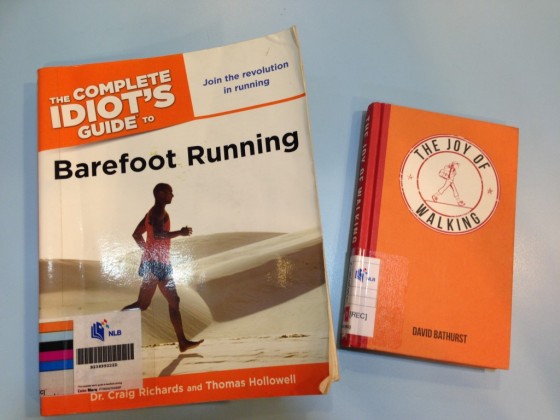 THE COMPLETE
IDIOT'S
GUIDE TO
Join the revolution
in running
Barefoot Running
NLB
Dr. Craig Richards and Thomas Hollowell
THE JOY OF WALKING
NLB
[REC]
THE JOY OF
WALKING
DAVID BATHURST